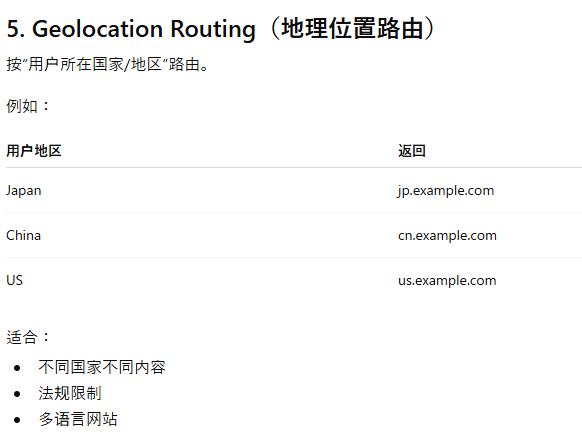 5. Geolocation Routing（地理位置路由）
按“用户所在国家/地区”路由。
例如：
用户地区 返回
Japan jp.example.com
China cn.example.com
US us.example.com
适合：
• 不同国家不同内容
• 法规限制
• 多语言网站